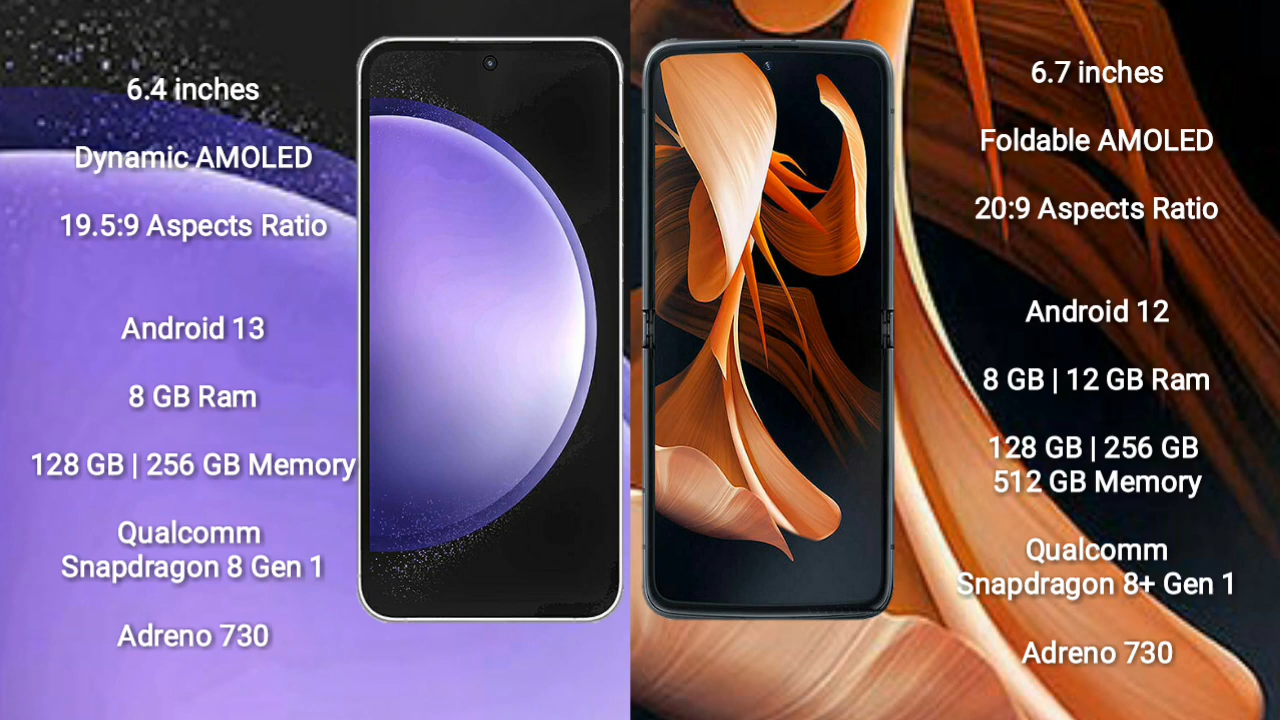 6.4 inches
Dynamic AMOLED
19.5:9 Aspects Ratio
Android 13
8 GB Ram
128 GB | 256 GB Memory
Qualcomm
Snapdragon 8 Gen 1
Adreno 730
6.7 inches
Foldable AMOLED
20:9 Aspects Ratio
Android 12
8 GB | 12 GB Ram
128 GB | 256 GB
512 GB Memory
Qualcomm
Snapdragon 8+ Gen 1
Adreno 730